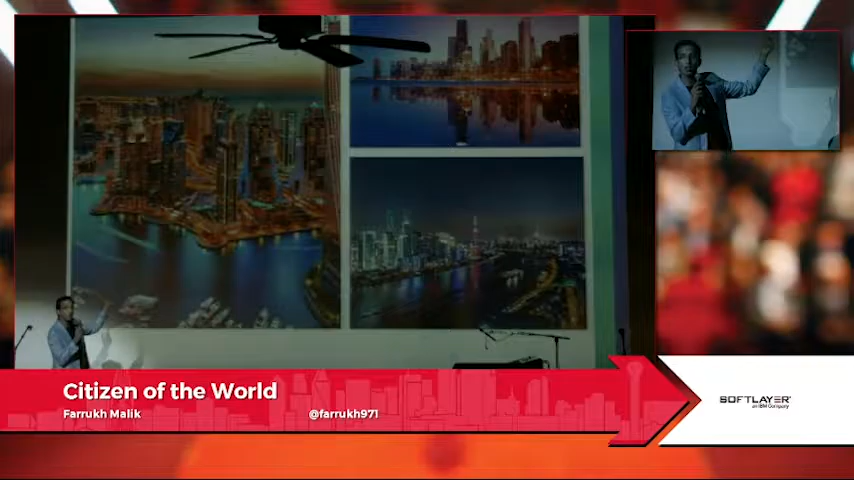 Citizen of the World
Farrukh Malik
@farrukh971
SOFTLAYER
an IBM Company